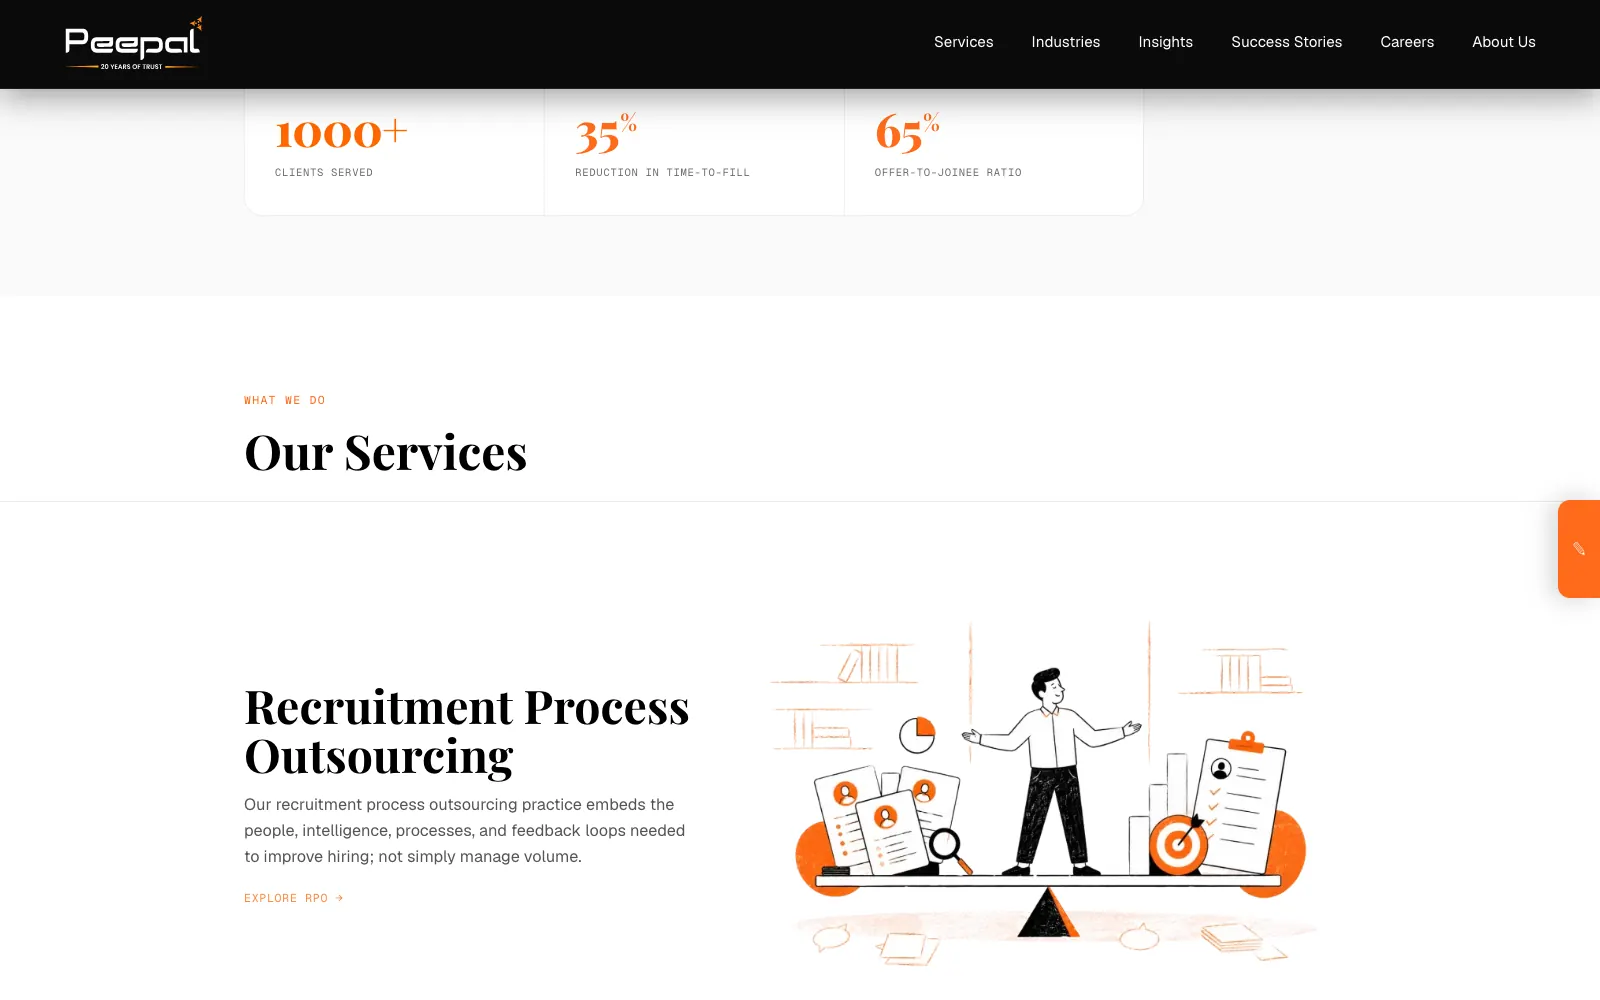 Peepal
20 YEARS OF TRUST
Services
Industries
Insights
Success Stories
Careers
About Us
1000+
CLIENTS SERVED
35%
REDUCTION IN TIME-TO-FILL
65%
OFFER-TO-JOINEE RATIO
WHAT WE DO
Our Services
Recruitment Process
Outsourcing
Our recruitment process outsourcing practice embeds the
people, intelligence, processes, and feedback loops needed
to improve hiring; not simply manage volume.
EXPLORE RPO →